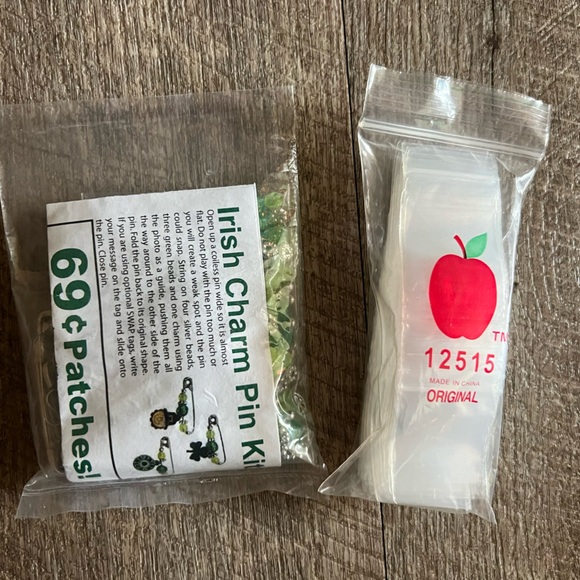 Irish Charm Pin Kit
Open up a coiless pin wide so it is almost
flat. Do not play with the pin too much or
you will create a weak spot and the pin
could snap. String on four silver beads,
three green beads and one charm using
the photo as a guide, pushing them all
the way around to the other side of the
pin. Fold the pin back to its original shape.
If you are using optional SWAP tags, write
your message on the tag and slide onto
the pin. Close pin.
69¢ Patches!
TM
12515
MADE IN CHINA
ORIGINAL